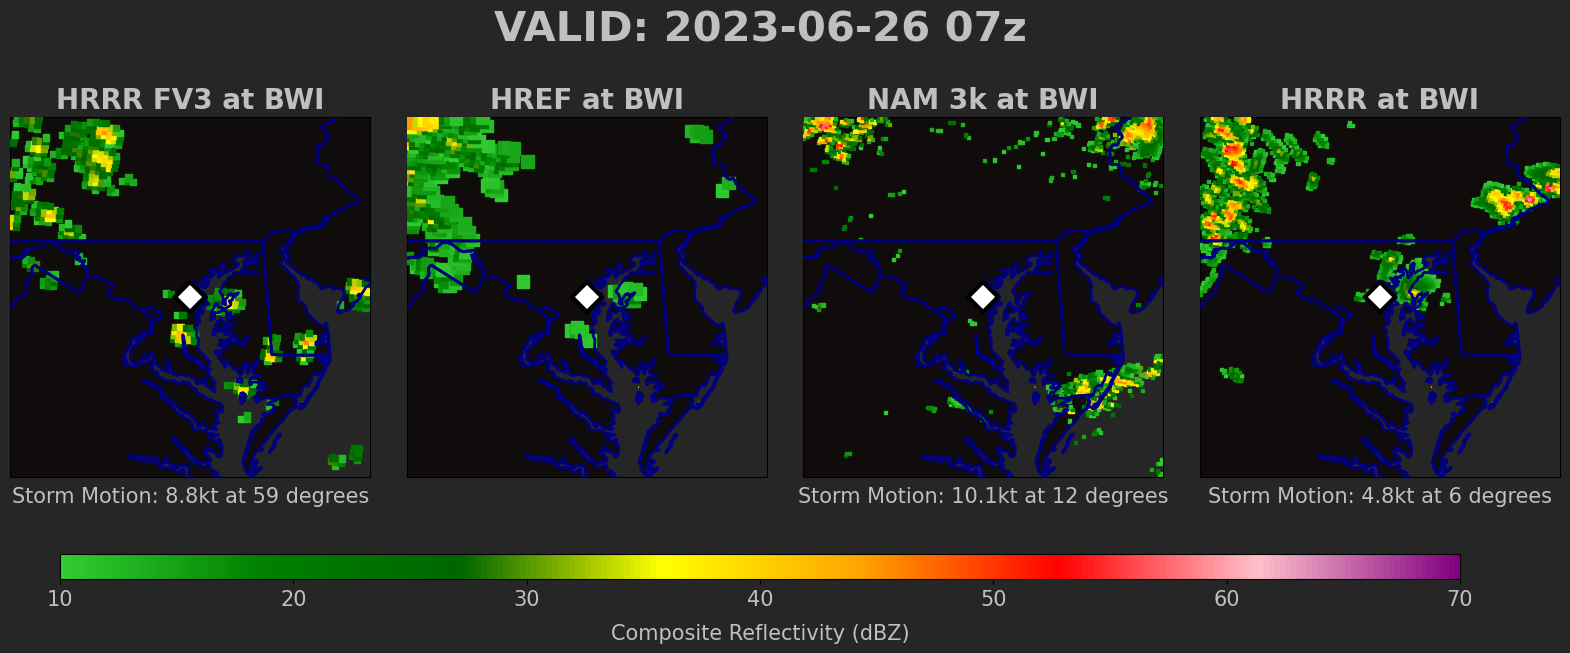 VALID: 2023-06-26 07z
HRRR FV3 at BWI
HREF at BWI
NAM 3k at BWI
HRRR at BWI
Storm Motion: 8.8kt at 59 degrees
Storm Motion: 10.1kt at 12 degrees
Storm Motion: 4.8kt at 6 degrees
10 20 30 40 50 60 70
Composite Reflectivity (dBZ)